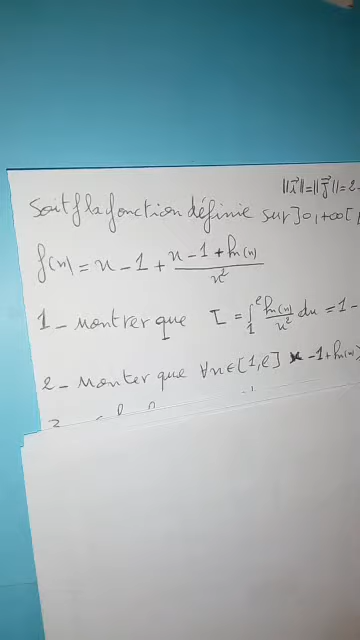 ||i|| = ||j|| = 2
Soit f la fonction définie sur ]0, +∞[
f(x) = x - 1 + (x - 1 + ln(x))/x²
1 - montrer que I = ∫₁ᵉ ln(x)/x² dx = 1 -
2 - Monter que ∀x ∈ [1, e] x - 1 + ln(x)